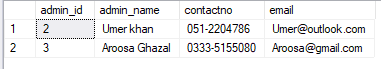 admin_id admin_name contactno email
1 2 Umer khan 051-2204786 Umer@outlook.com
2 3 Aroosa Ghazal 0333-5155080 Aroosa@gmail.com